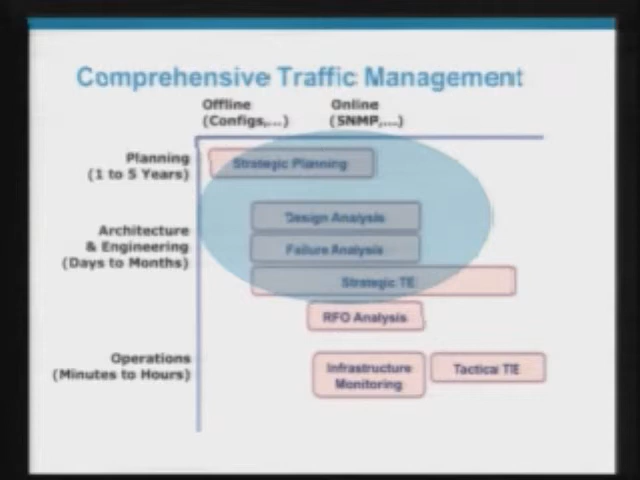 Comprehensive Traffic Management
Offline
(Configs,...)
Online
(SNMP,...)
Planning
(1 to 5 Years)
Strategic Planning
Architecture
& Engineering
(Days to Months)
Design Analysis
Failure Analysis
Strategic TE
RFO Analysis
Operations
(Minutes to Hours)
Infrastructure
Monitoring
Tactical TE